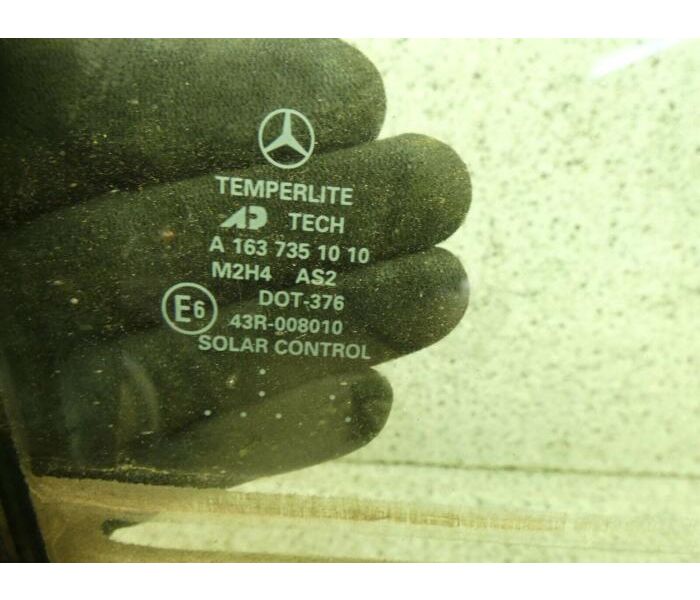 TEMPERLITE
AP TECH
A 163 735 10 10
M2H4 AS2
DOT-376
E6 43R-008010
SOLAR CONTROL